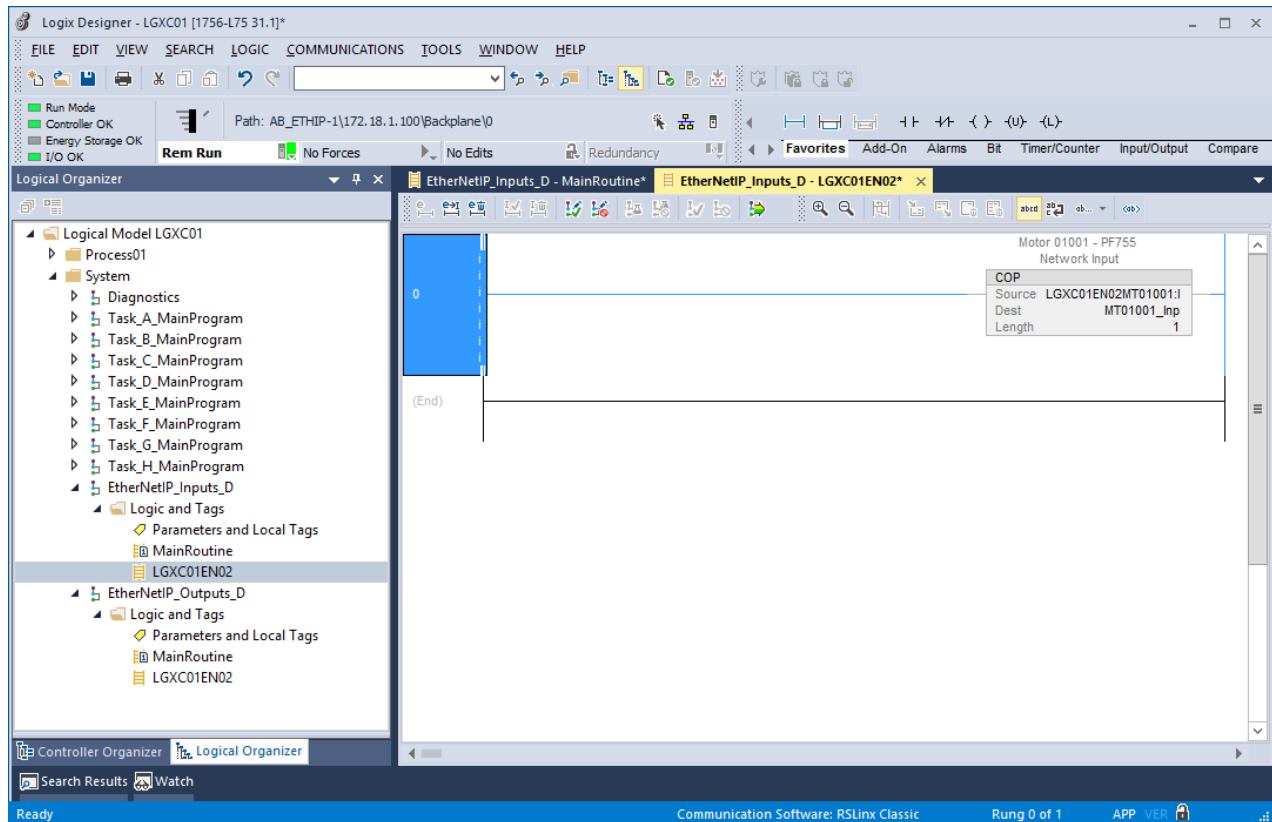 Logix Designer - LGXC01 [1756-L75 31.1]*
FILE EDIT VIEW SEARCH LOGIC COMMUNICATIONS TOOLS WINDOW HELP
Run Mode
Controller OK
Energy Storage OK
I/O OK
Path: AB_ETHIP-1\172.18.1.100\Backplane\0
Rem Run
No Forces
No Edits
Redundancy
Favorites Add-On Alarms Bit Timer/Counter Input/Output Compare
Logical Organizer
Logical Model LGXC01
Process01
System
Diagnostics
Task_A_MainProgram
Task_B_MainProgram
Task_C_MainProgram
Task_D_MainProgram
Task_E_MainProgram
Task_F_MainProgram
Task_G_MainProgram
Task_H_MainProgram
EtherNetIP_Inputs_D
Logic and Tags
Parameters and Local Tags
MainRoutine
LGXC01EN02
EtherNetIP_Outputs_D
Logic and Tags
Parameters and Local Tags
MainRoutine
LGXC01EN02
Controller Organizer Logical Organizer
EtherNetIP_Inputs_D - MainRoutine* EtherNetIP_Inputs_D - LGXC01EN02*
abcd ab... <ab>
0
Motor 01001 - PF755
Network Input
COP
Source LGXC01EN02MT01001:I
Dest MT01001_Inp
Length 1
(End)
Search Results Watch
Ready Communication Software: RSLinx Classic Rung 0 of 1 APP VER